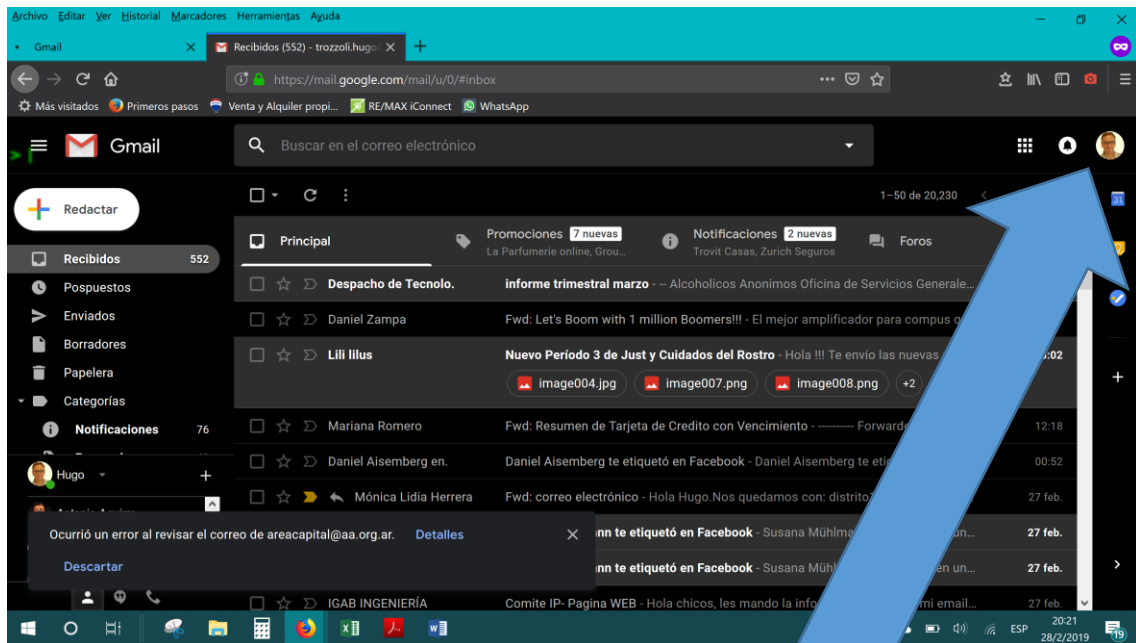 Archivo Editar Ver Historial Marcadores Herramientas Ayuda
Gmail
Recibidos (552) - trozzoli.hugo
https://mail.google.com/mail/u/0/#inbox
Más visitados Primeros pasos Venta y Alquiler propi... RE/MAX iConnect WhatsApp
Gmail
Buscar en el correo electrónico
Redactar
1–50 de 20,230
31
Principal
Promociones 7 nuevas
La Parfumerie online, Grou...
Notificaciones 2 nuevas
Trovit Casas, Zurich Seguros
Foros
Recibidos 552
Pospuestos
Enviados
Borradores
Papelera
Categorías
Notificaciones 76
Despacho de Tecnolo. informe trimestral marzo - -- Alcoholicos Anonimos Oficina de Servicios Generale...
Daniel Zampa Fwd: Let's Boom with 1 million Boomers!!! - El mejor amplificador para compus
Lili lilus Nuevo Período 3 de Just y Cuidados del Rostro - Hola !!! Te envío las nuevas
image004.jpg image007.png image008.png +2
Mariana Romero Fwd: Resumen de Tarjeta de Credito con Vencimiento - ---------- 12:18
Daniel Aisemberg en. Daniel Aisemberg te etiquetó en Facebook - Daniel Aisemberg te 00:52
Mónica Lidia Herrera Fwd: correo electrónico - Hola Hugo.Nos quedamos con: 27 feb.
te etiquetó en Facebook - Susana 27 feb.
te etiquetó en Facebook - Susana en un... 27 feb.
IGAB INGENIERÍA Comite IP- Pagina WEB - Hola chicos, les mando la mi email... 27 feb.
Hugo
Ocurrió un error al revisar el correo de areacapital@aa.org.ar. Detalles
Descartar
ESP
20:21
28/2/2019
19